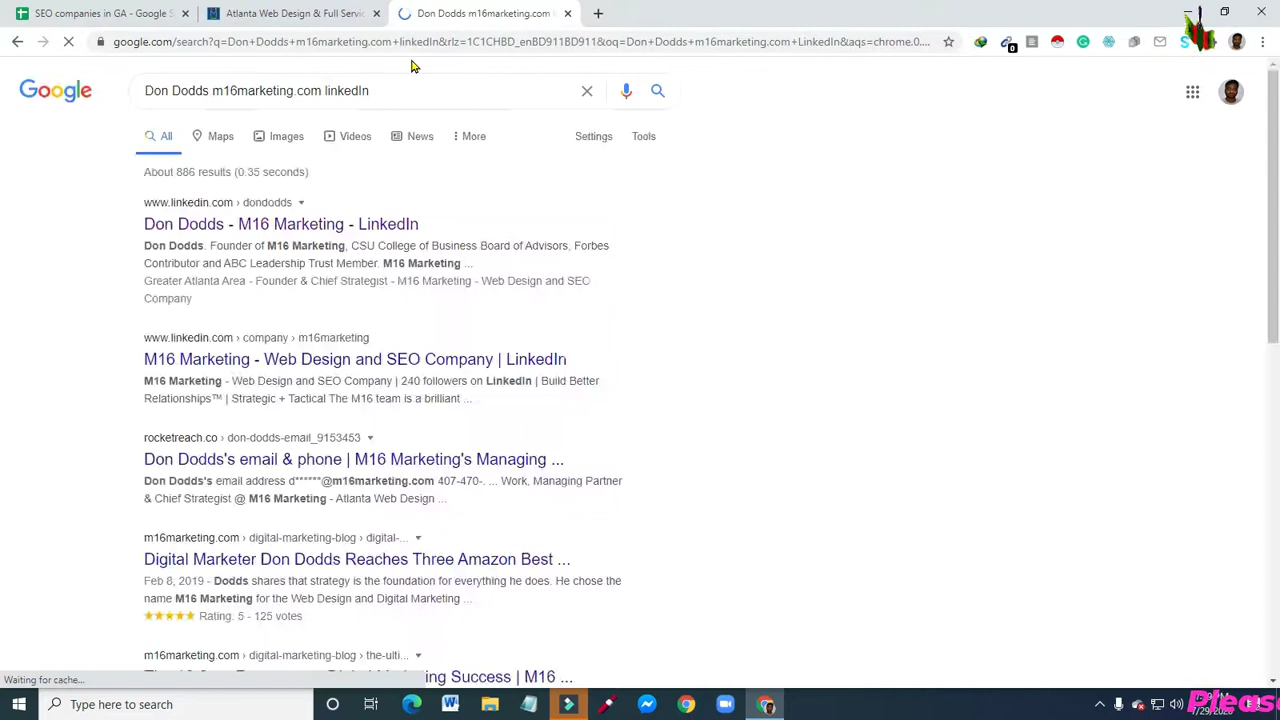 SEO companies in GA - Google S
Atlanta Web Design & Full Servic
Don Dodds m16marketing.com
google.com/search?q=Don+Dodds+m16marketing.com+linkedIn&rlz=1C1_BD_enBD911BD911&oq=Don+Dodds+m16marketing.com+LinkedIn&aqs=chrome.0....
Google
Don Dodds m16marketing.com linkedIn
All
Maps
Images
Videos
News
More
Settings
Tools
About 886 results (0.35 seconds)
www.linkedin.com › dondodds
Don Dodds - M16 Marketing - LinkedIn
Don Dodds. Founder of M16 Marketing, CSU College of Business Board of Advisors, Forbes
Contributor and ABC Leadership Trust Member. M16 Marketing ...
Greater Atlanta Area - Founder & Chief Strategist - M16 Marketing - Web Design and SEO
Company
www.linkedin.com › company › m16marketing
M16 Marketing - Web Design and SEO Company | LinkedIn
M16 Marketing - Web Design and SEO Company | 240 followers on LinkedIn | Build Better
Relationships™ | Strategic + Tactical The M16 team is a brilliant ...
rocketreach.co › don-dodds-email_9153453
Don Dodds's email & phone | M16 Marketing's Managing ...
Don Dodds's email address d******@m16marketing.com 407-470-. ... Work, Managing Partner
& Chief Strategist @ M16 Marketing - Atlanta Web Design ...
m16marketing.com › digital-marketing-blog › digital-...
Digital Marketer Don Dodds Reaches Three Amazon Best ...
Feb 8, 2019 - Dodds shares that strategy is the foundation for everything he does. He chose the
name M16 Marketing for the Web Design and Digital Marketing ...
Rating: 5 - 125 votes
m16marketing.com › digital-marketing-blog › the-ulti...
ing Success | M16 ...
Waiting for cache...
Type here to search
Pleas